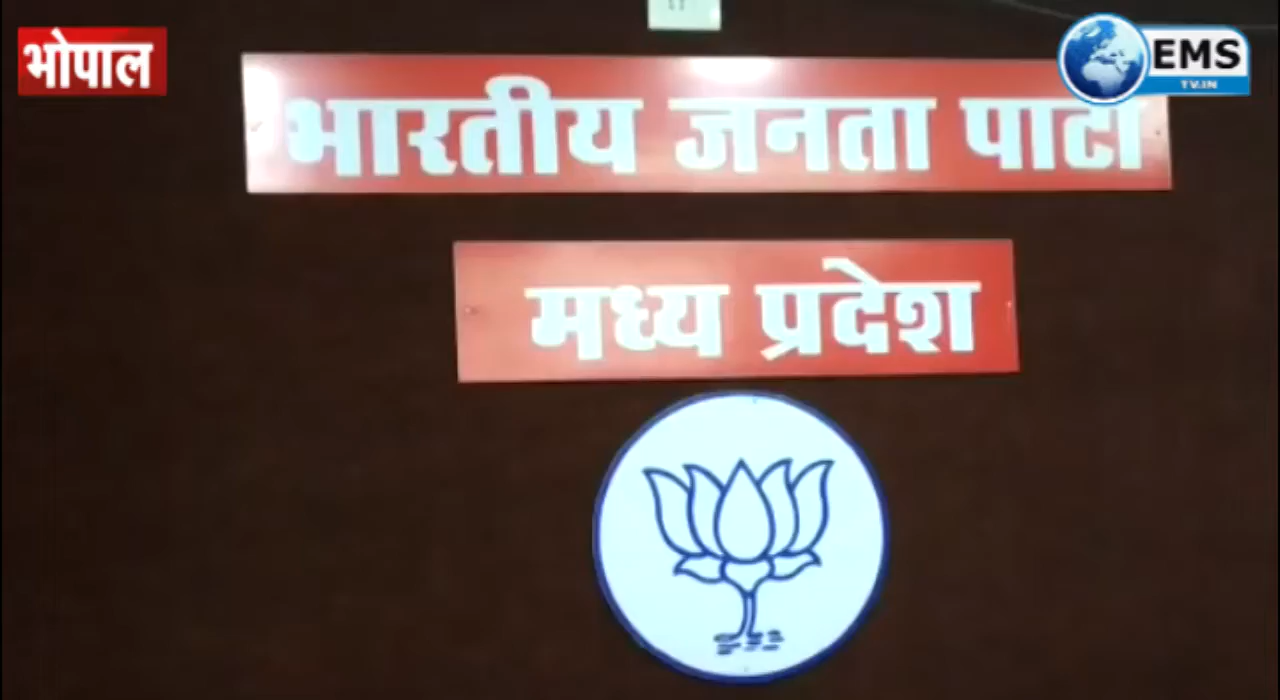 भोपाल
EMS
TV.IN
भारतीय जनता पार्टी
मध्य प्रदेश